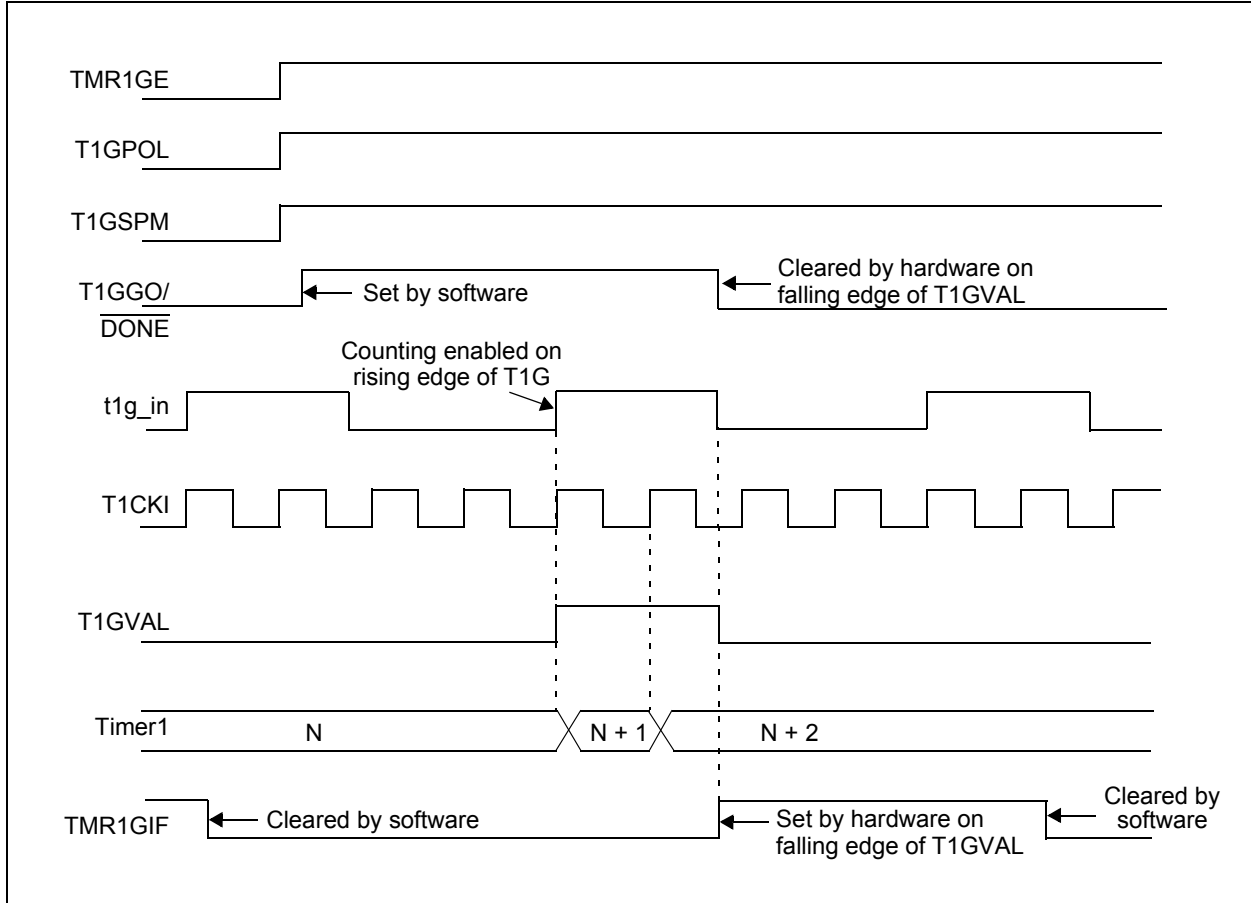 TMR1GE
T1GPOL
T1GSPM
T1GGO/
DONE
Set by software
Cleared by hardware on
falling edge of T1GVAL
Counting enabled on
rising edge of T1G
t1g_in
T1CKI
T1GVAL
Timer1
N
N + 1
N + 2
TMR1GIF
Cleared by software
Set by hardware on
falling edge of T1GVAL
Cleared by
software